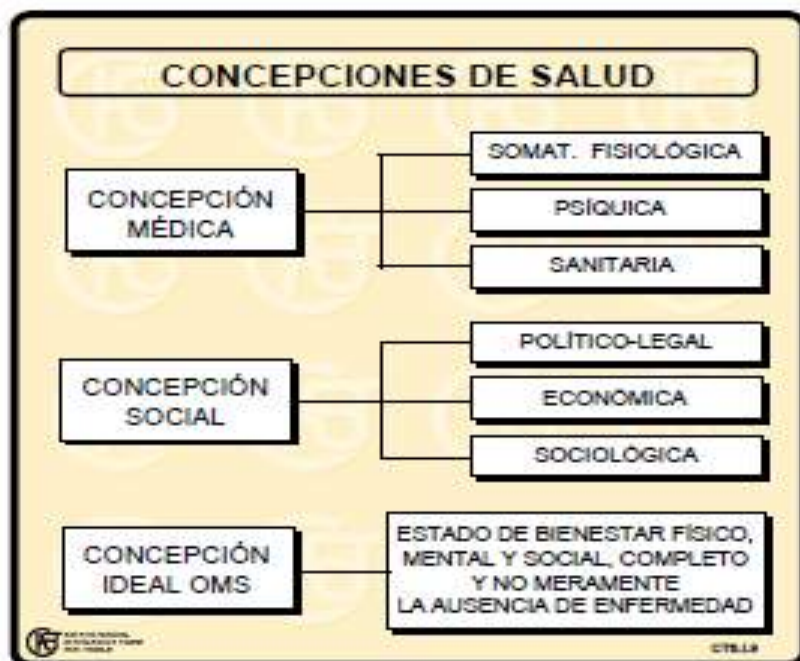 CONCEPCIONES DE SALUD
CONCEPCIÓN
MÉDICA
SOMAT. FISIOLÓGICA
PSÍQUICA
SANITARIA
CONCEPCIÓN
SOCIAL
POLÍTICO-LEGAL
ECONÓMICA
SOCIOLÓGICA
CONCEPCIÓN
IDEAL OMS
ESTADO DE BIENESTAR FÍSICO,
MENTAL Y SOCIAL, COMPLETO
Y NO MERAMENTE
LA AUSENCIA DE ENFERMEDAD